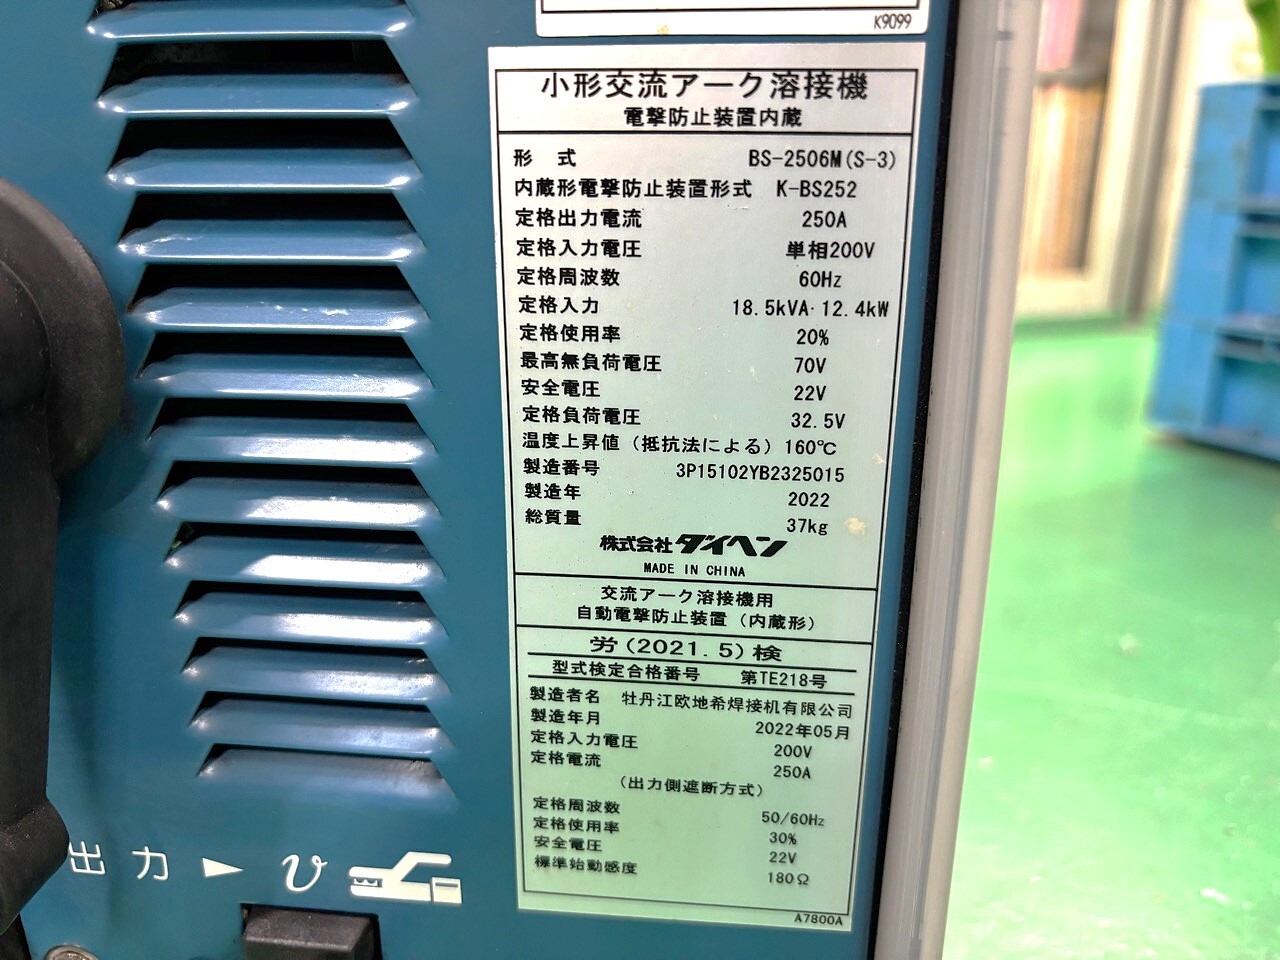 K9099
小形交流アーク溶接機
電撃防止装置内蔵
形 式 BS-2506M(S-3)
内蔵形電撃防止装置形式 K-BS252
定格出力電流 250A
定格入力電圧 単相200V
定格周波数 60Hz
定格入力 18.5kVA·12.4kW
定格使用率 20%
最高無負荷電圧 70V
安全電圧 22V
定格負荷電圧 32.5V
温度上昇値(抵抗法による) 160℃
製造番号 3P15102YB2325015
製造年 2022
総質量 37kg
株式会社ダイヘン
MADE IN CHINA
交流アーク溶接機用
自動電撃防止装置(内蔵形)
労(2021.5)検
型式検定合格番号 第TE218号
製造者名 牡丹江欧地希焊接机有限公司
製造年月 2022年05月
定格入力電圧 200V
定格電流 250A
(出力側遮断方式)
定格周波数 50/60Hz
定格使用率 30%
安全電圧 22V
標準始動感度 180Ω
A7800A
出力